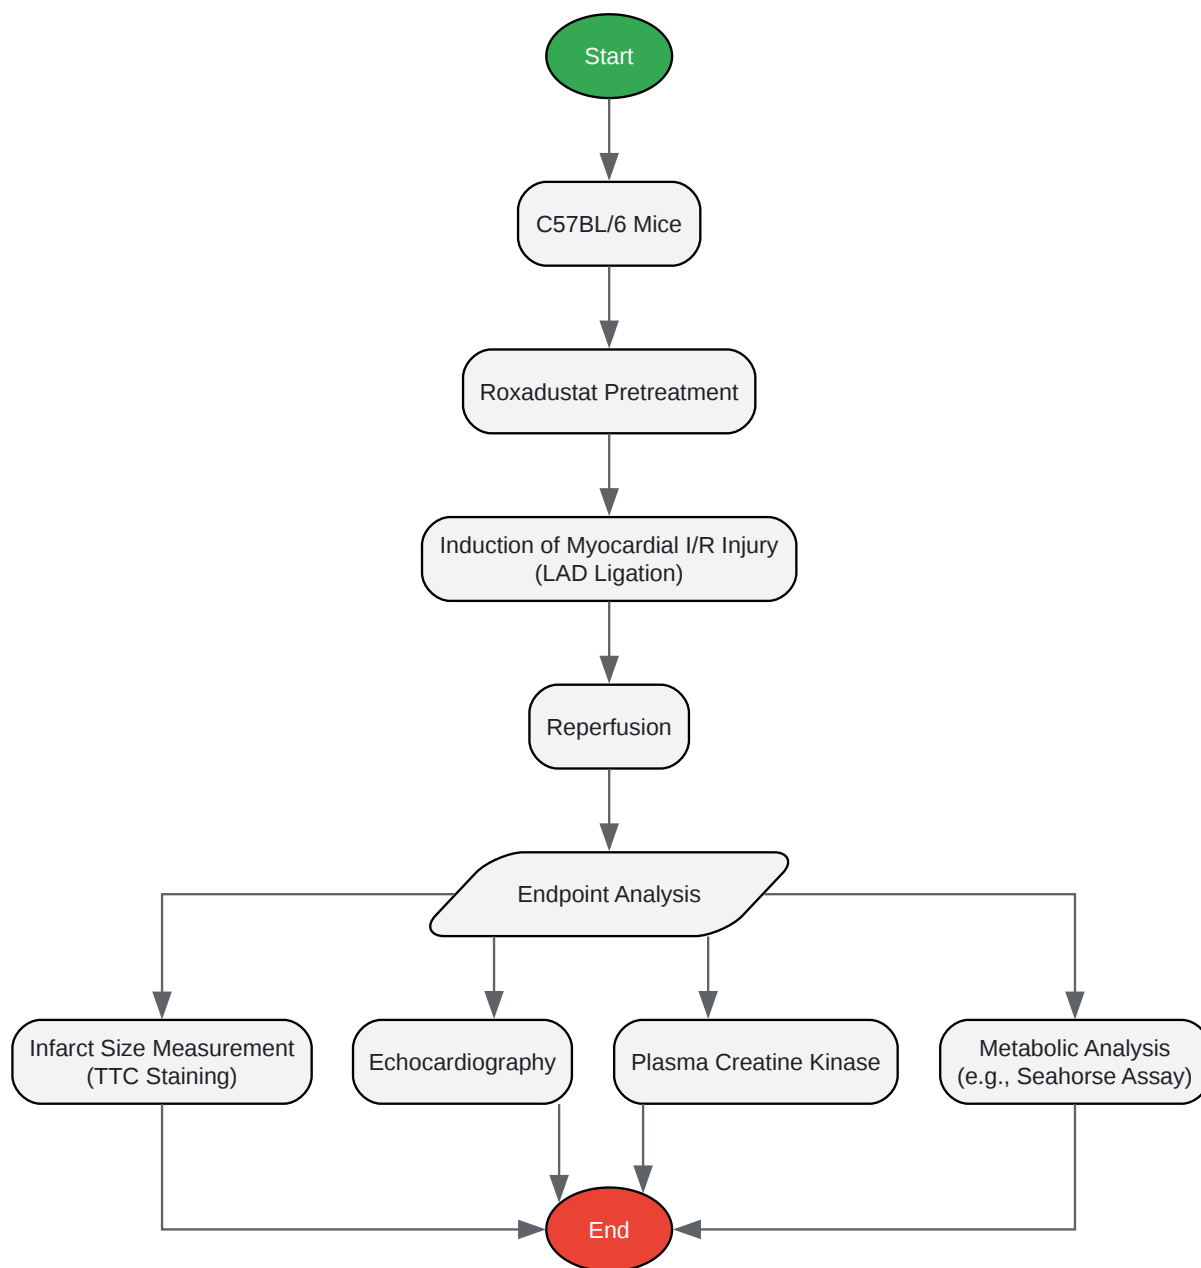 Start
C57BL/6 Mice
Roxadustat Pretreatment
Induction of Myocardial I/R Injury
(LAD Ligation)
Reperfusion
Endpoint Analysis
Infarct Size Measurement
(TTC Staining)
Echocardiography
Plasma Creatine Kinase
Metabolic Analysis
(e.g., Seahorse Assay)
End